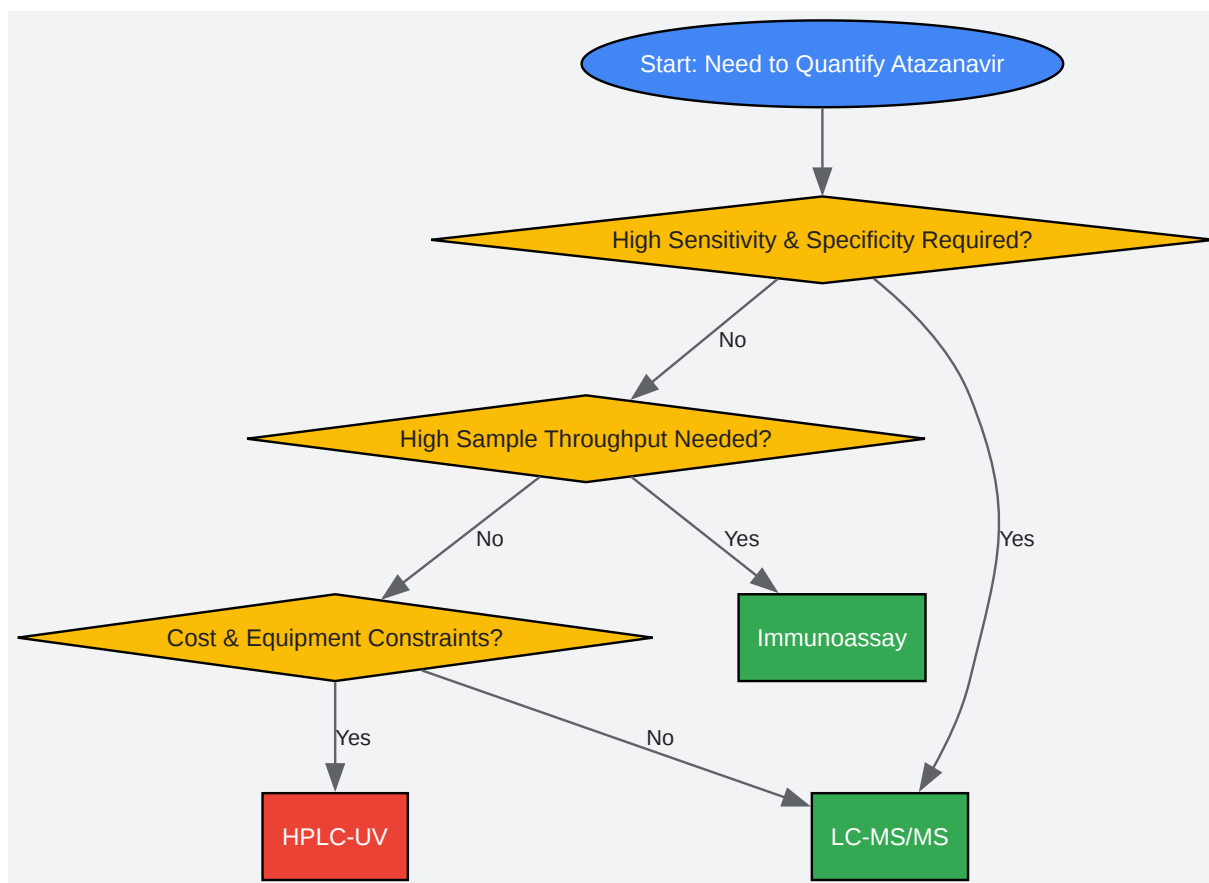 Start: Need to Quantify Atazanavir
High Sensitivity & Specificity Required?
No
High Sample Throughput Needed?
No
Yes
Yes
Cost & Equipment Constraints?
Immunoassay
Yes
No
HPLC-UV
LC-MS/MS